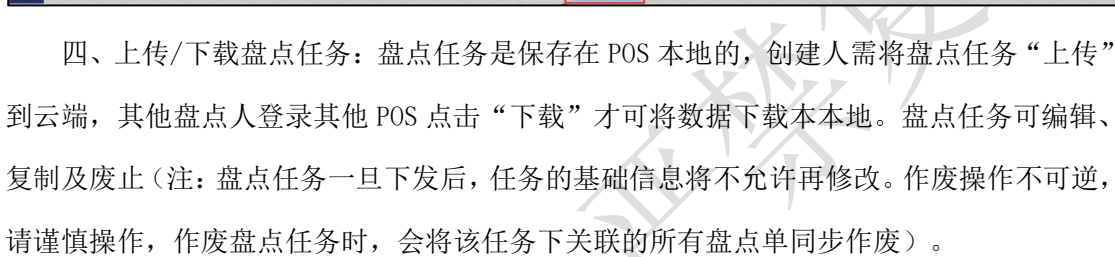 四、上传/下载盘点任务：盘点任务是保存在 POS 本地的，创建人需将盘点任务“上传”
到云端，其他盘点人登录其他 POS 点击“下载”才可将数据下载本本地。盘点任务可编辑、
复制及废止（注：盘点任务一旦下发后，任务的基础信息将不允许再修改。作废操作不可逆，
请谨慎操作，作废盘点任务时，会将该任务下关联的所有盘点单同步作废）。